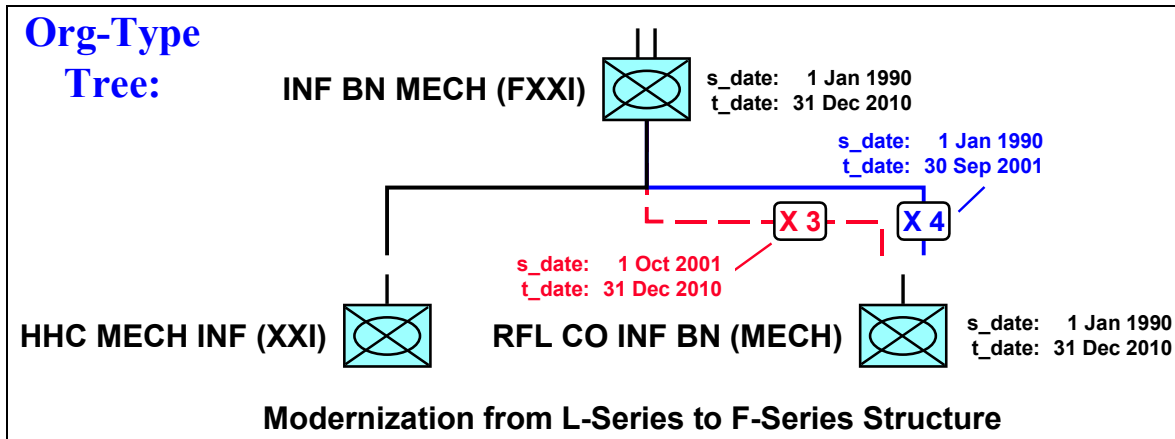 Org-Type
Tree:
INF BN MECH (FXXI)
s_date: 1 Jan 1990
t_date: 31 Dec 2010
s_date: 1 Jan 1990
t_date: 30 Sep 2001
X 3
X 4
s_date: 1 Oct 2001
t_date: 31 Dec 2010
HHC MECH INF (XXI)
RFL CO INF BN (MECH)
s_date: 1 Jan 1990
t_date: 31 Dec 2010
Modernization from L-Series to F-Series Structure